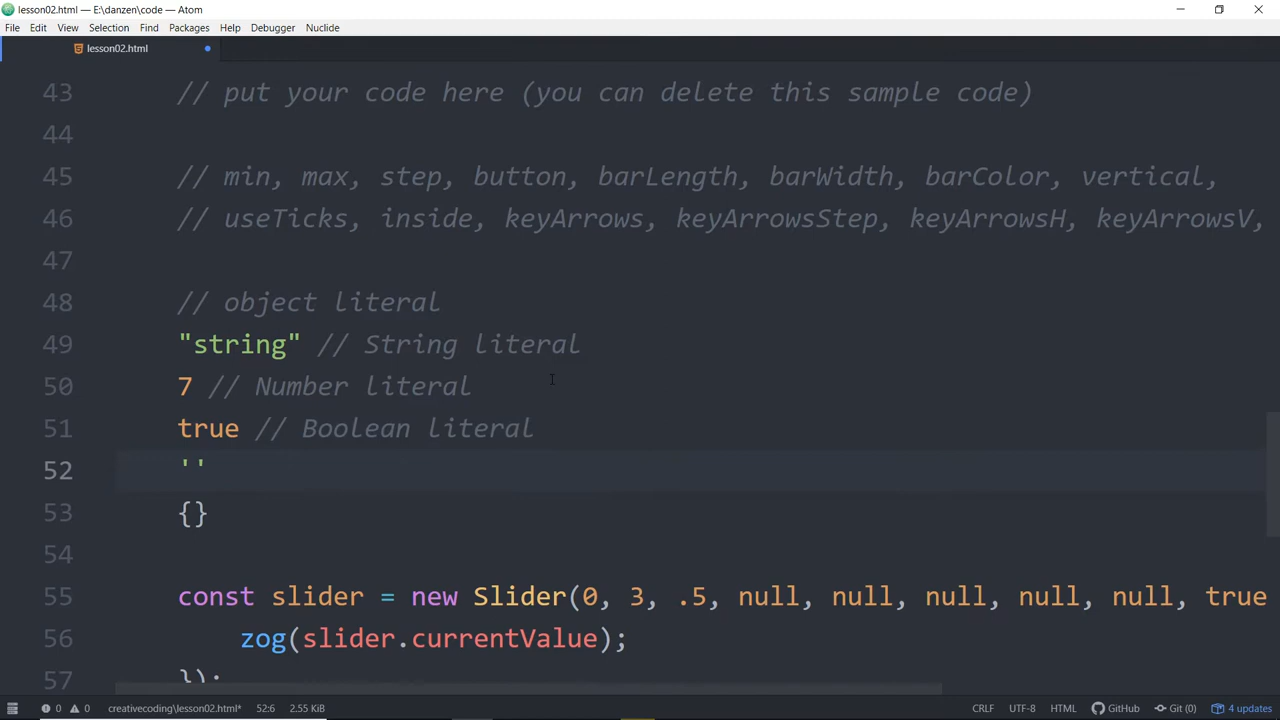 lesson02.html — E:\danzen\code — Atom
File Edit View Selection Find Packages Help Debugger Nuclide
lesson02.html
43 // put your code here (you can delete this sample code)
44
45 // min, max, step, button, barLength, barWidth, barColor, vertical,
46 // useTicks, inside, keyArrows, keyArrowsStep, keyArrowsH, keyArrowsV,
47
48 // object literal
49 "string" // String literal
50 7 // Number literal
51 true // Boolean literal
52 ''
53 {}
54
55 const slider = new Slider(0, 3, .5, null, null, null, null, null, true
56 zog(slider.currentValue);
57 });
0 0 creativecoding\lesson02.html* 52:6 CRLF UTF-8 HTML GitHub Git (0) 4 updates